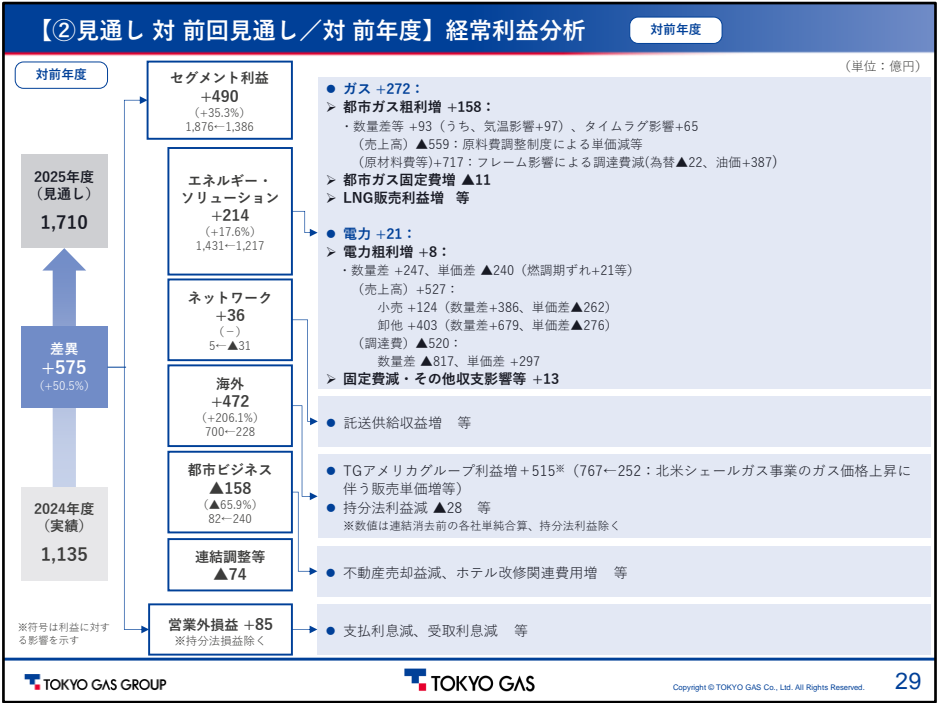 【②見通し 対 前回見通し／対 前年度】経常利益分析
対前年度
（単位：億円）
対前年度
2025年度
（見通し）
1,710
差異
+575
（+50.5%）
2024年度
（実績）
1,135
※符号は利益に対す
る影響を示す
セグメント利益
+490
（+35.3%）
1,876←1,386
エネルギー・
ソリューション
+214
（+17.6%）
1,431←1,217
ネットワーク
+36
（−）
5←▲31
海外
+472
（+206.1%）
700←228
都市ビジネス
▲158
（▲65.9%）
82←240
連結調整等
▲74
営業外損益 +85
※持分法損益除く
● ガス +272：
➢ 都市ガス粗利増 +158：
・数量差等 +93（うち、気温影響+97）、タイムラグ影響+65
（売上高）▲559：原料費調整制度による単価減等
（原材料費等)+717：フレーム影響による調達費減(為替▲22、油価+387)
➢ 都市ガス固定費増 ▲11
➢ LNG販売利益増 等
● 電力 +21：
➢ 電力粗利増 +8：
・数量差 +247、単価差 ▲240（燃調期ずれ+21等）
（売上高）+527：
小売 +124（数量差+386、単価差▲262）
卸他 +403（数量差+679、単価差▲276）
（調達費）▲520：
数量差 ▲817、単価差 +297
➢ 固定費減・その他収支影響等 +13
● 託送供給収益増 等
● TGアメリカグループ利益増＋515※（767←252：北米シェールガス事業のガス価格上昇に
伴う販売単価増等）
● 持分法利益減 ▲28 等
※数値は連結消去前の各社単純合算、持分法利益除く
● 不動産売却益減、ホテル改修関連費用増 等
● 支払利息減、受取利息減 等
TOKYO GAS GROUP
TOKYO GAS
Copyright © TOKYO GAS Co., Ltd. All Rights Reserved.
29